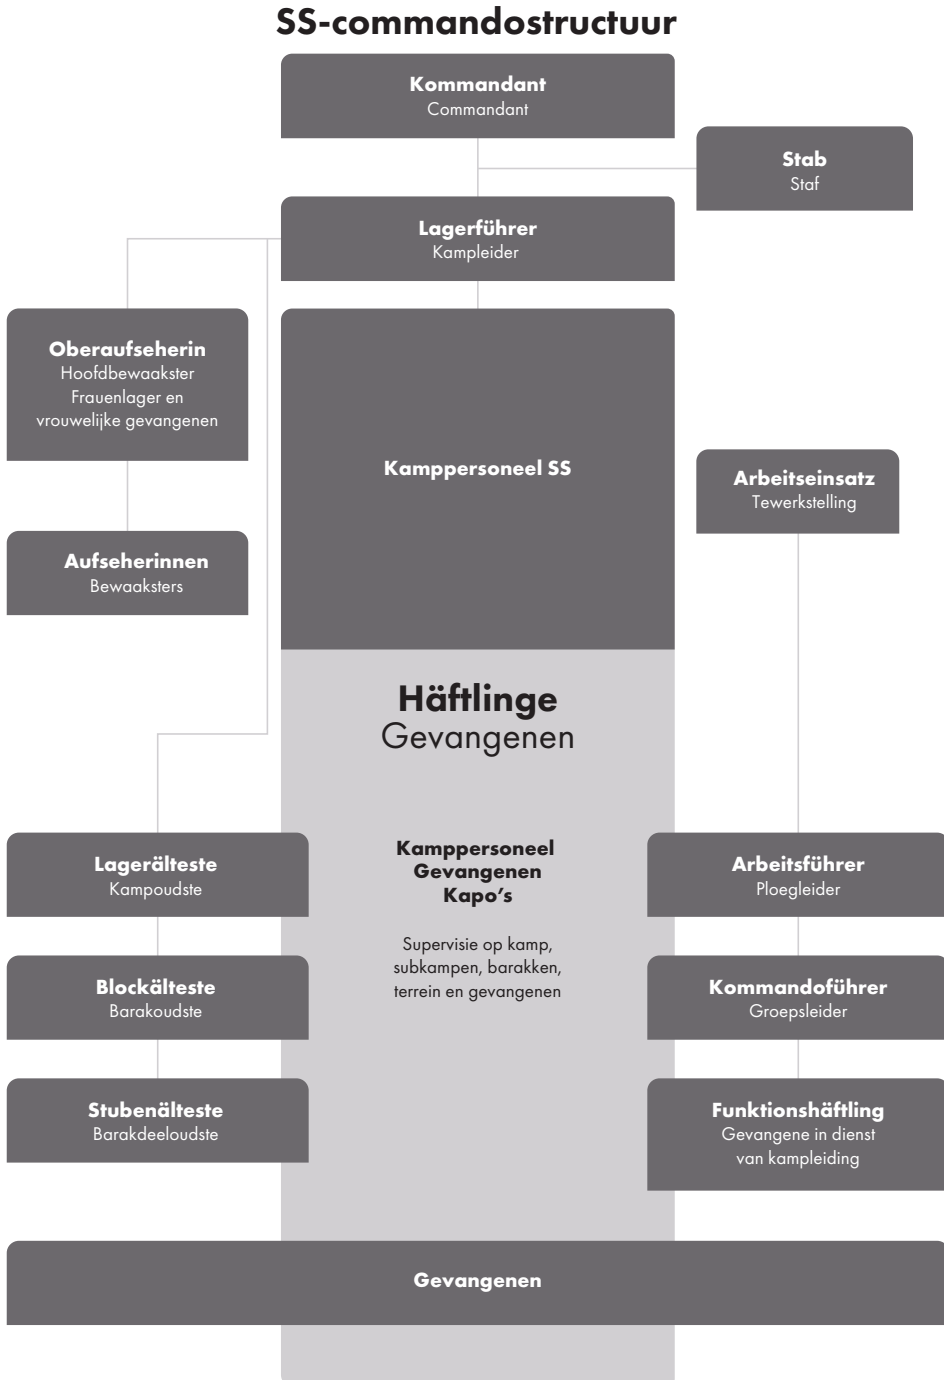 SS-commandostructuur
Kommandant
Commandant
Stab
Staf
Lagerführer
Kampleider
Oberaufseherin
Hoofdbewaakster
Frauenlager en
vrouwelijke gevangenen
Kamppersoneel SS
Arbeitseinsatz
Tewerkstelling
Aufseherinnen
Bewaaksters
Häftlinge
Gevangenen
Kamppersoneel
Gevangenen
Kapo's
Supervisie op kamp,
subkampen, barakken,
terrein en gevangenen
Lagerälteste
Kampoudste
Arbeitsführer
Ploegleider
Blockälteste
Barakoudste
Kommandoführer
Groepsleider
Stubenälteste
Barakdeeloudste
Funktionshäftling
Gevangene in dienst
van kampleiding
Gevangenen